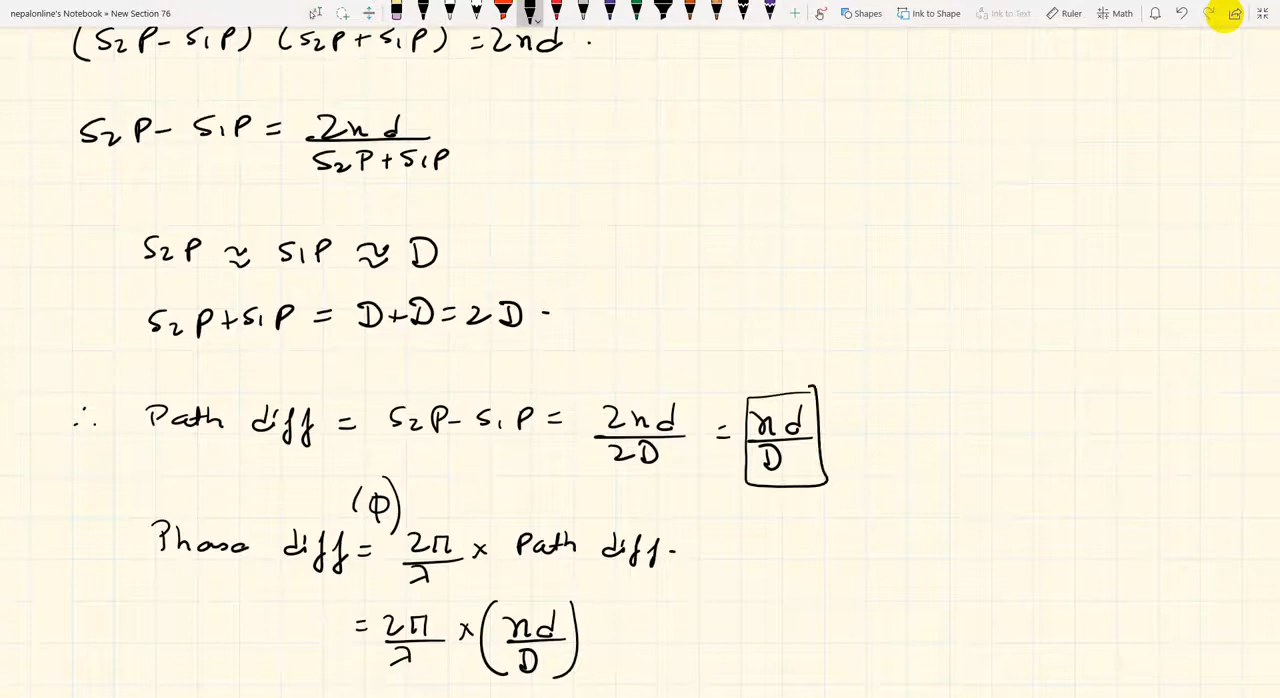 nepalonline's Notebook » New Section 76
Shapes Ink to Shape Ink to Text Ruler Math
(S₂P - S₁P) (S₂P + S₁P) = 2xd .
S₂P - S₁P = 2xd / S₂P + S₁P
S₂P ≈ S₁P ≈ D
S₂P + S₁P = D + D = 2D .
∴ Path diff = S₂P - S₁P = 2xd / 2D = xd / D
(φ)
Phase diff = 2π / λ × Path diff.
= 2π / λ × (xd / D)